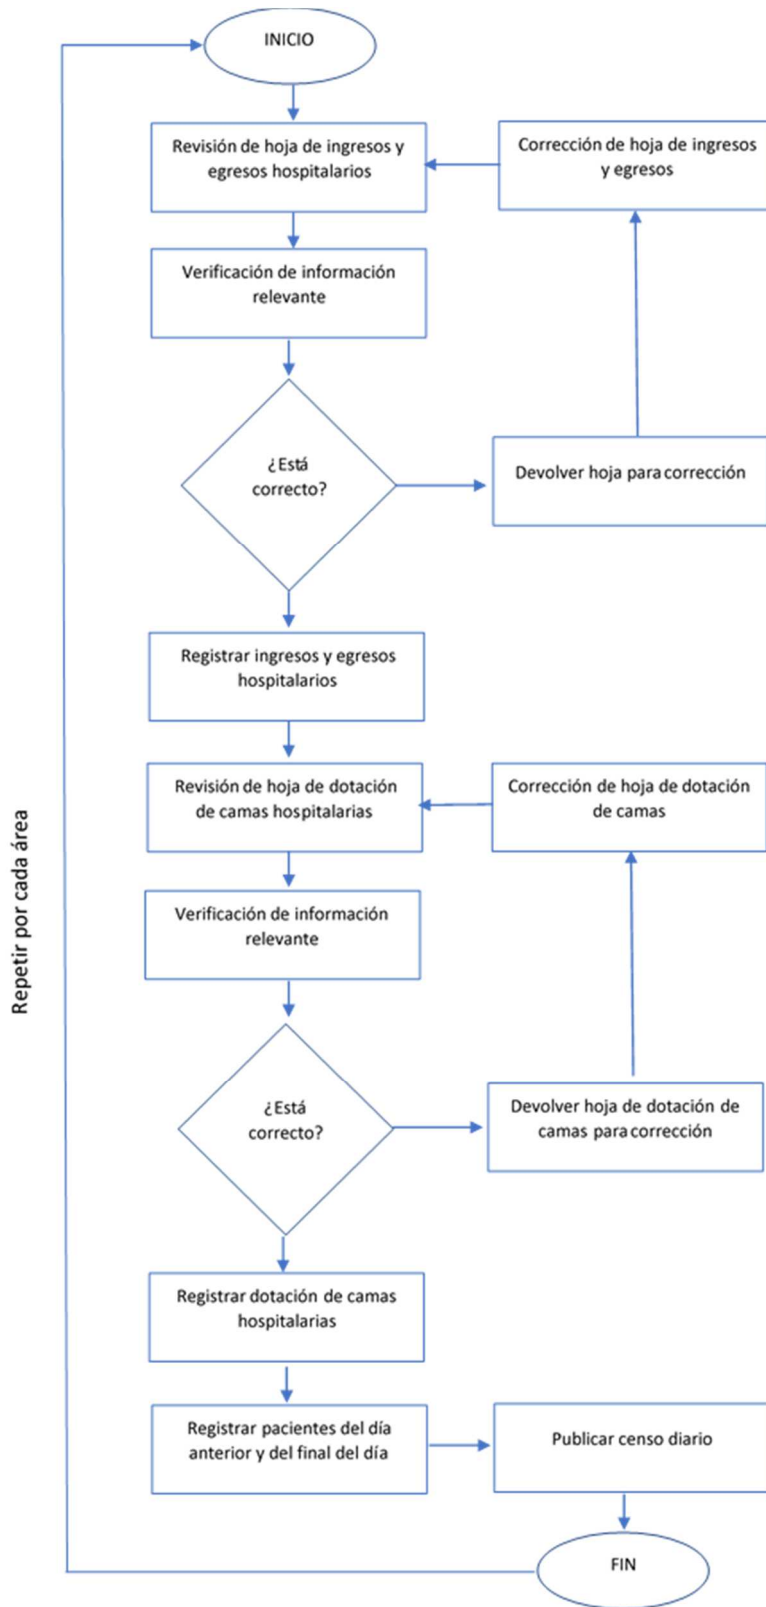 INICIO
Revisión de hoja de ingresos y
egresos hospitalarios
Corrección de hoja de ingresos
y egresos
Verificación de información
relevante
¿Está
correcto?
Devolver hoja para corrección
Registrar ingresos y egresos
hospitalarios
Revisión de hoja de dotación
de camas hospitalarias
Corrección de hoja de dotación
de camas
Verificación de información
relevante
Repetir por cada área
¿Está
correcto?
Devolver hoja de dotación de
camas para corrección
Registrar dotación de camas
hospitalarias
Registrar pacientes del día
anterior y del final del día
Publicar censo diario
FIN